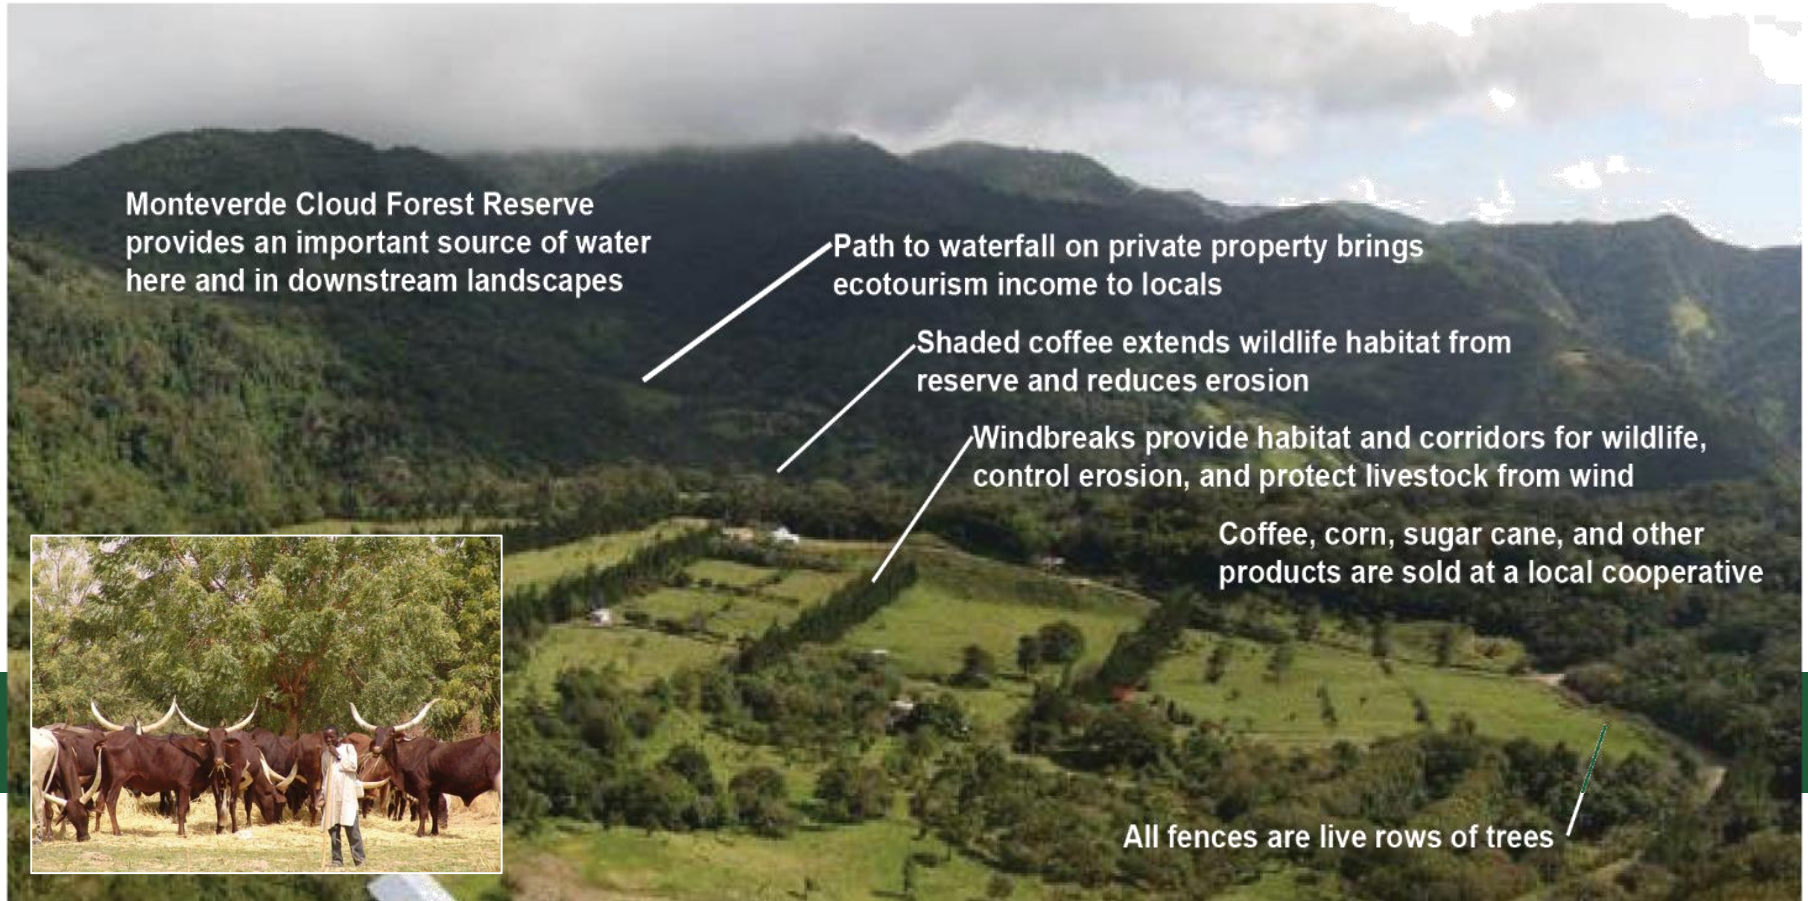 Monteverde Cloud Forest Reserve
provides an important source of water
here and in downstream landscapes
Path to waterfall on private property brings
ecotourism income to locals
Shaded coffee extends wildlife habitat from
reserve and reduces erosion
Windbreaks provide habitat and corridors for wildlife,
control erosion, and protect livestock from wind
Coffee, corn, sugar cane, and other
products are sold at a local cooperative
All fences are live rows of trees